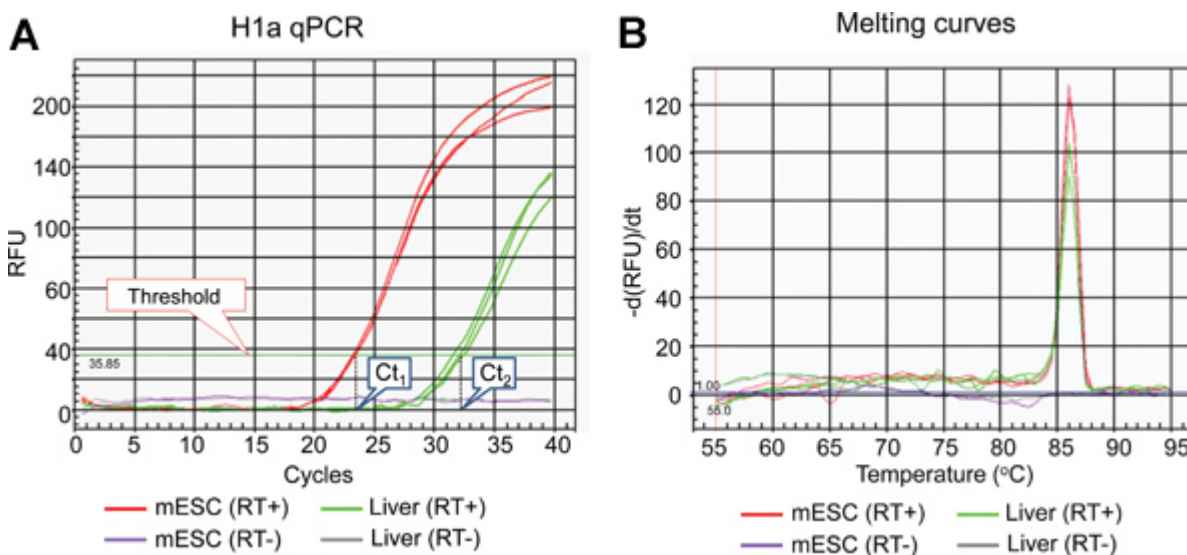 A
H1a qPCR
RFU
200
140
100
60
40
0
Threshold
35.85
Ct1
Ct2
0 5 10 15 20 25 30 35 40
Cycles
mESC (RT+) Liver (RT+)
mESC (RT-) Liver (RT-)
B
Melting curves
-d(RFU)/dt
120
100
80
60
40
20
0
1.00
55.0
55 60 65 70 75 80 85 90 95
Temperature (oC)
mESC (RT+) Liver (RT+)
mESC (RT-) Liver (RT-)